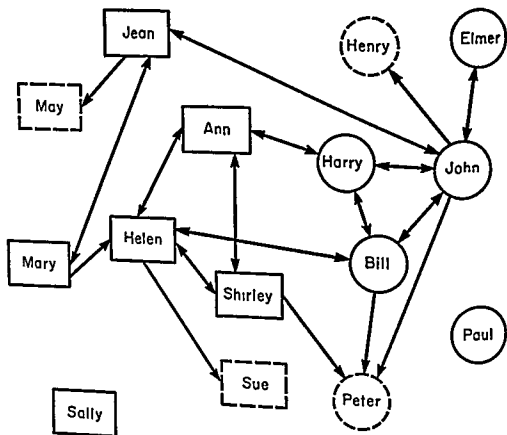 Jean
Henry
Elmer
May
Ann
Harry
John
Mary
Helen
Bill
Shirley
Paul
Sue
Peter
Sally